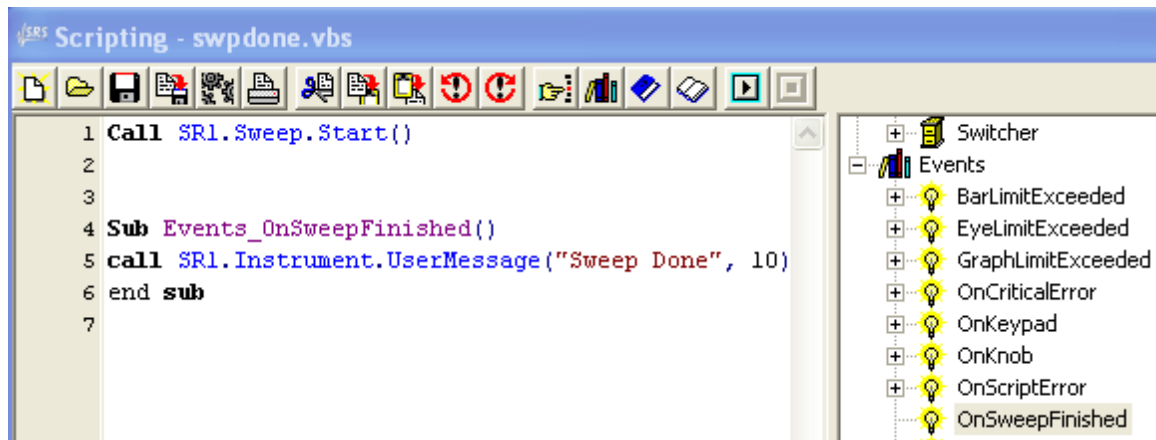 SRS Scripting - swpdone.vbs
1 Call SR1.Sweep.Start()
2
3
4 Sub Events_OnSweepFinished()
5 call SR1.Instrument.UserMessage("Sweep Done", 10)
6 end sub
7
Switcher
Events
BarLimitExceeded
EyeLimitExceeded
GraphLimitExceeded
OnCriticalError
OnKeypad
OnKnob
OnScriptError
OnSweepFinished